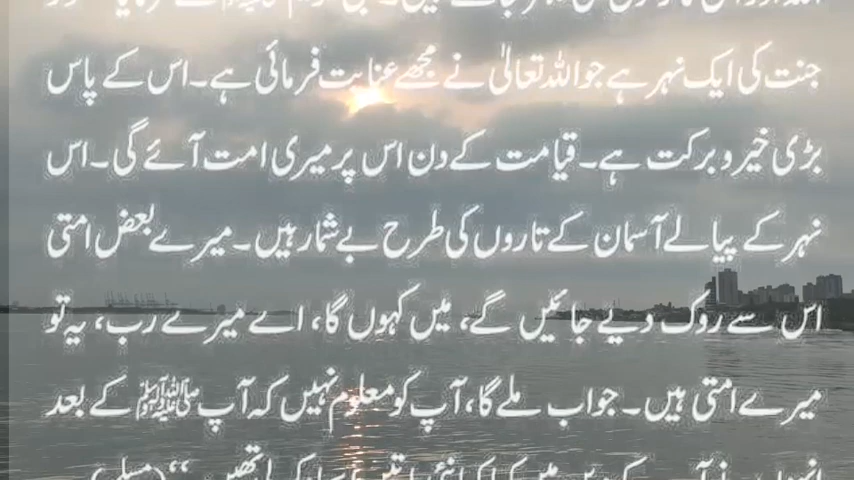 جنت کی ایک نہر ہے جو اللہ تعالیٰ نے مجھے عنایت فرمائی ہے۔ اس کے پاس
بڑی خیر و برکت ہے۔ قیامت کے دن اس پر میری امت آئے گی۔ اس
نہر کے پیالے آسمان کے تاروں کی طرح بے شمار ہیں۔ میرے بعض امتی
اس سے روک دیے جائیں گے، میں کہوں گا، اے میرے رب، یہ تو
میرے امتی ہیں۔ جواب ملے گا، آپ کو معلوم نہیں کہ آپ ﷺ کے بعد